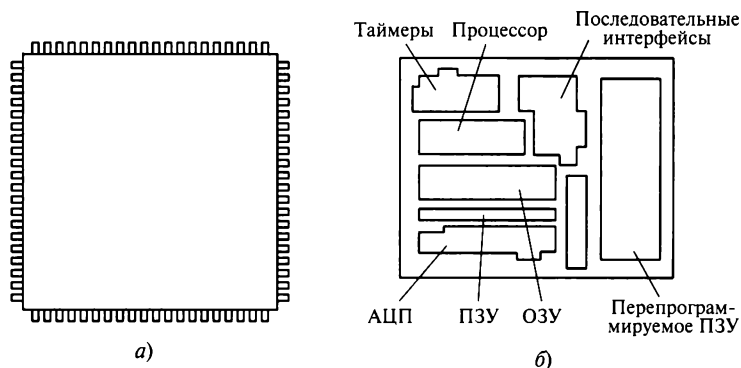 Последовательные
интерфейсы
Таймеры Процессор
АЦП ПЗУ ОЗУ
Перепрограм-
мируемое ПЗУ
а) б)